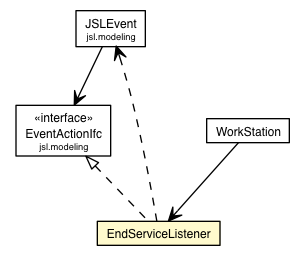 JSLEvent
jsl.modeling
«interface»
EventActionIfc
jsl.modeling
WorkStation
EndServiceListener